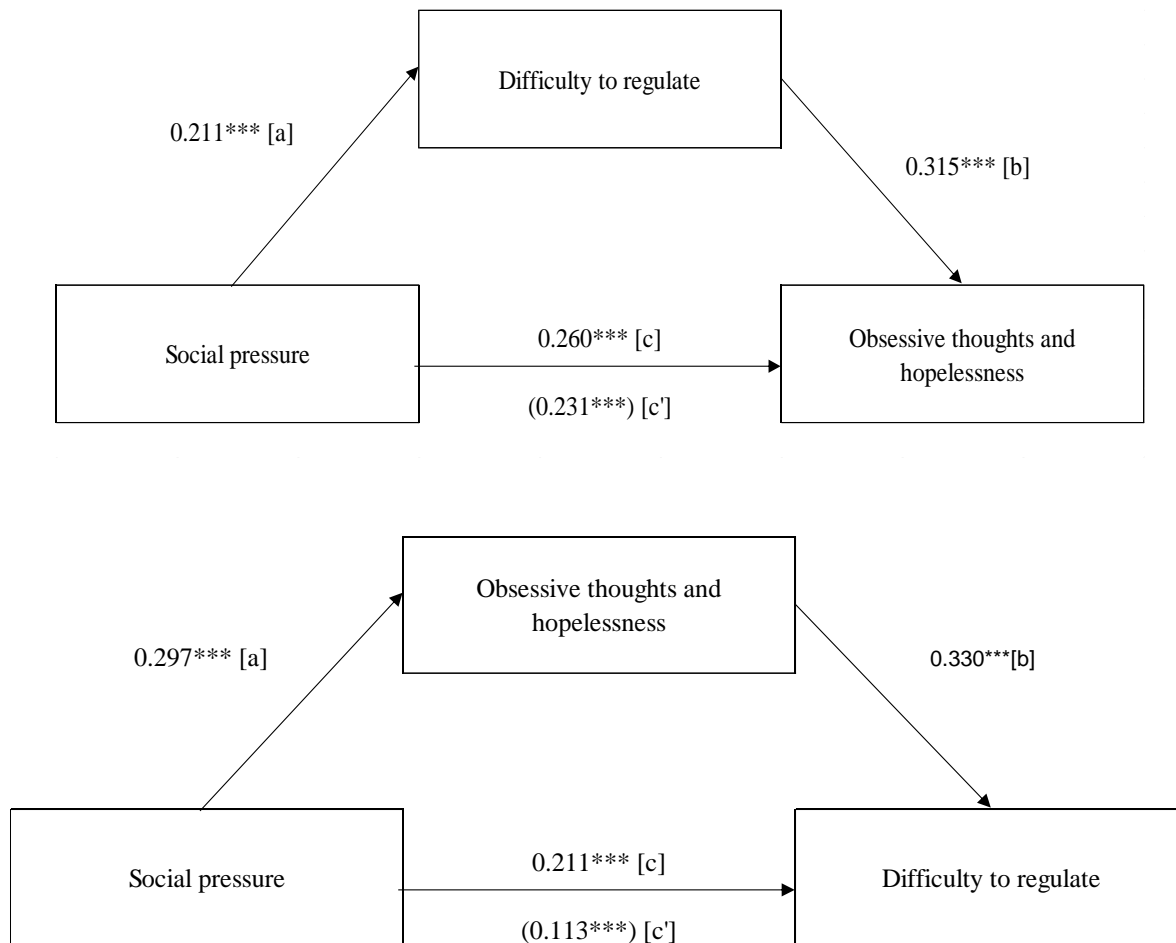 Difficulty to regulate
0.211*** [a]
0.315*** [b]
Social pressure
0.260*** [c]
(0.231***) [c']
Obsessive thoughts and
hopelessness
Obsessive thoughts and
hopelessness
0.297*** [a]
0.330***[b]
Social pressure
0.211*** [c]
(0.113***) [c']
Difficulty to regulate